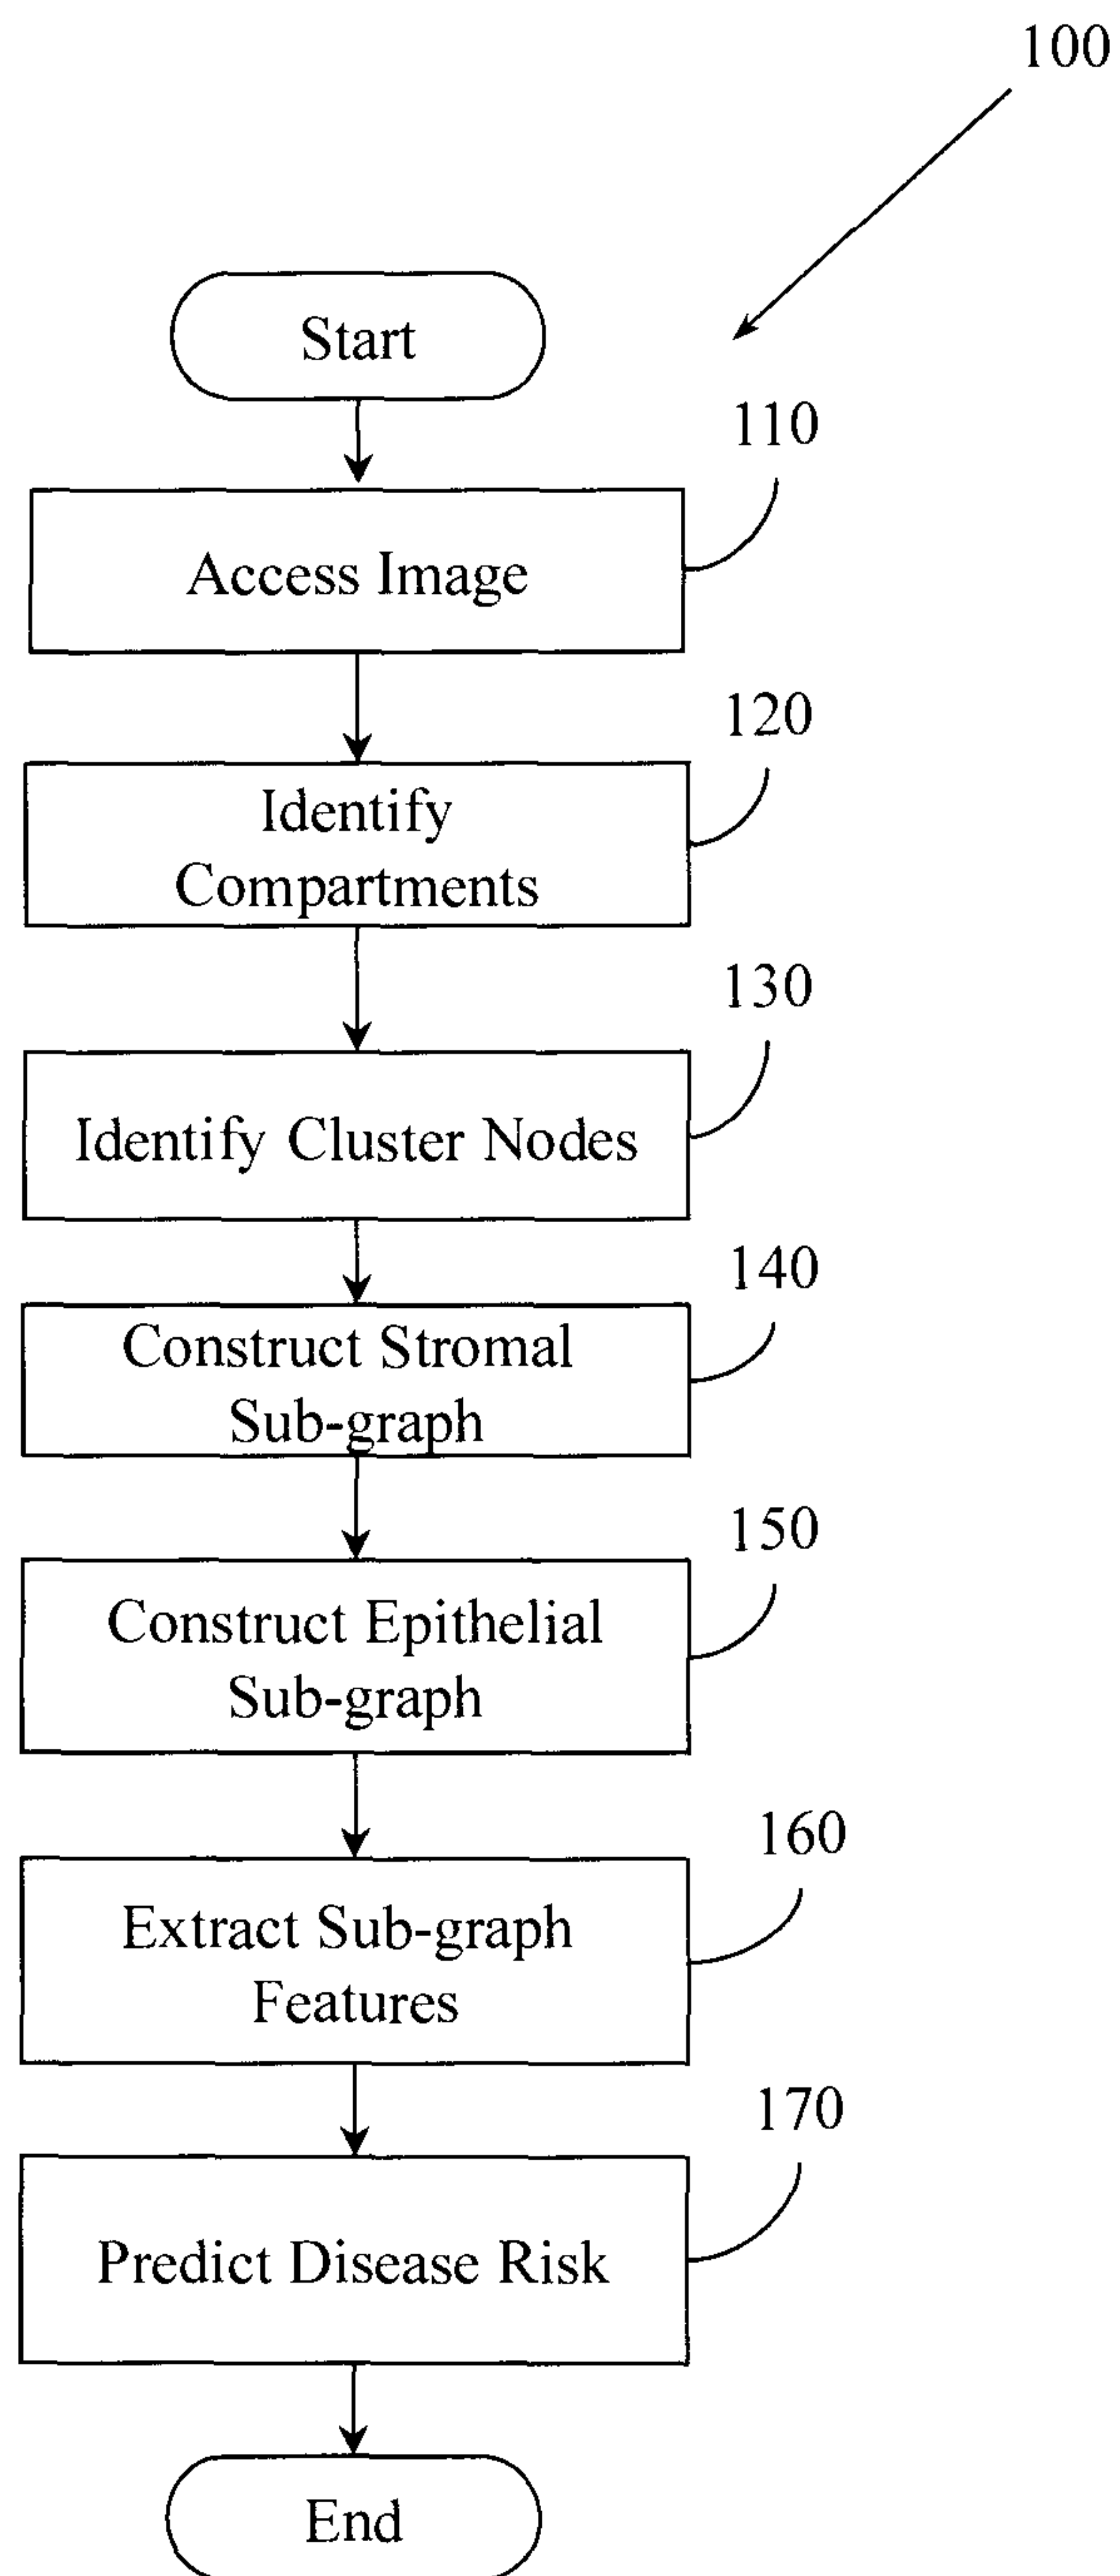 100
Start
110
Access Image
120
Identify
Compartments
130
Identify Cluster Nodes
140
Construct Stromal
Sub-graph
150
Construct Epithelial
Sub-graph
160
Extract Sub-graph
Features
170
Predict Disease Risk
End